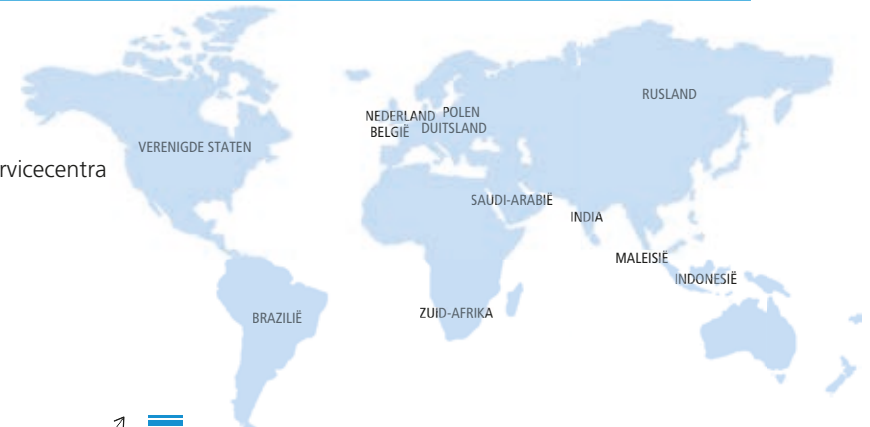 RUSLAND
NEDERLAND POLEN
BELGIË DUITSLAND
VERENIGDE STATEN
rvicecentra
SAUDI-ARABIË
INDIA
MALEISIË
INDONESIË
ZUID-AFRIKA
BRAZILIË